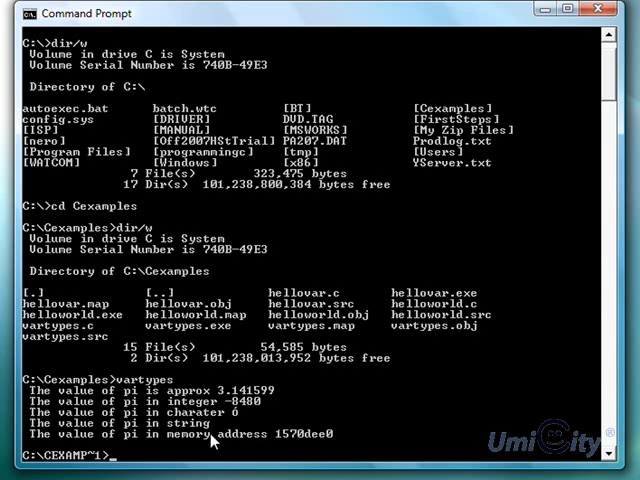 Command Prompt
C:\>dir/w
Volume in drive C is System
Volume Serial Number is 740B-49E3
Directory of C:\
autoexec.bat batch.wtc [BT] [Cexamples]
config.sys [DRIVER] DVD.TAG [FirstSteps]
[ISP] [MANUAL] [MSWORKS] [My Zip Files]
[nero] [Off2007HStTrial] PA207.DAT Prodlog.txt
[Program Files] [programmingc] [tmp] [Users]
[WATCOM] [Windows] [x86] YServer.txt
7 File(s) 323,475 bytes
17 Dir(s) 101,238,800,384 bytes free
C:\>cd Cexamples
C:\Cexamples>dir/w
Volume in drive C is System
Volume Serial Number is 740B-49E3
Directory of C:\Cexamples
[.] [..] hellovar.c hellovar.exe
hellovar.map hellovar.obj hellovar.src helloworld.c
helloworld.exe helloworld.map helloworld.obj helloworld.src
vartypes.c vartypes.exe vartypes.map vartypes.obj
vartypes.src
15 File(s) 54,585 bytes
2 Dir(s) 101,238,013,952 bytes free
C:\Cexamples>vartypes
The value of pi is approx 3.141599
The value of pi in integer -8480
The value of pi in charater ó
The value of pi in string
The value of pi in memory address 1570dee0
C:\CEXAMP~1>_
UmiCity